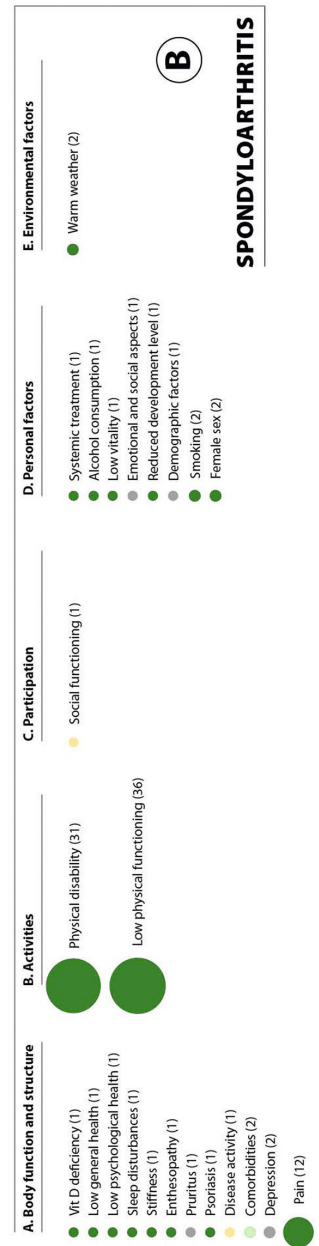 A. Body function and structure
Vit D deficiency (1)
Low general health (1)
Low psychological health (1)
Sleep disturbances (1)
Stiffness (1)
Enthesopathy (1)
Pruritus (1)
Psoriasis (1)
Disease activity (1)
Comorbidities (2)
Depression (2)
Pain (12)
B. Activities
Physical disability (31)
Low physical functioning (36)
C. Participation
Social functioning (1)
D. Personal factors
Systemic treatment (1)
Alcohol consumption (1)
Low vitality (1)
Emotional and social aspects (1)
Reduced development level (1)
Demographic factors (1)
Smoking (2)
Female sex (2)
E. Environmental factors
Warm weather (2)
B
SPONDYLOARTHRITIS